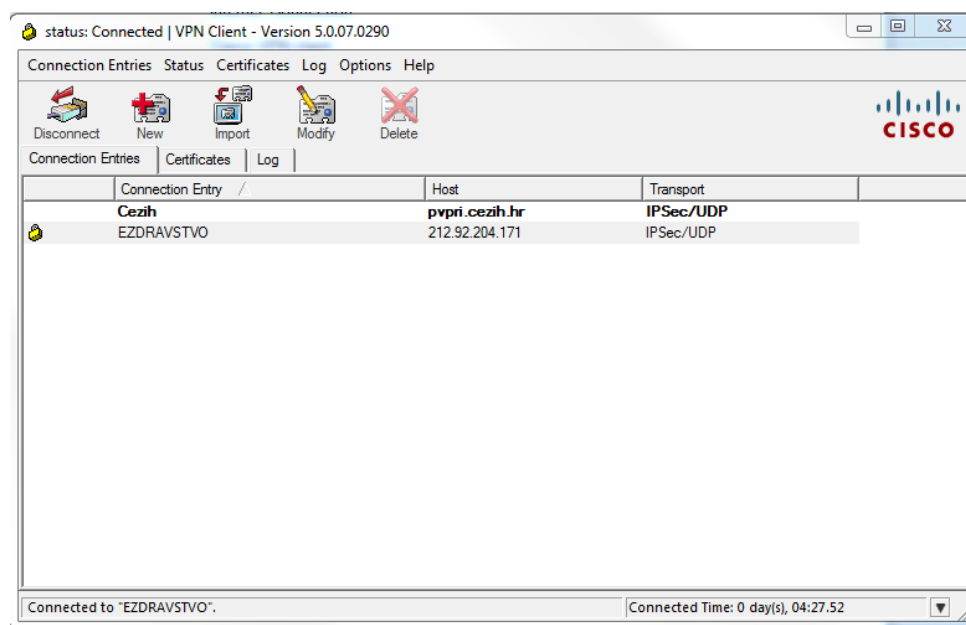 status: Connected | VPN Client - Version 5.0.07.0290
Connection Entries Status Certificates Log Options Help
Disconnect New Import Modify Delete
CISCO
Connection Entries Certificates Log
Connection Entry Host Transport
Cezih pvpri.cezih.hr IPSec/UDP
EZDRAVSTVO 212.92.204.171 IPSec/UDP
Connected to "EZDRAVSTVO". Connected Time: 0 day(s), 04:27.52